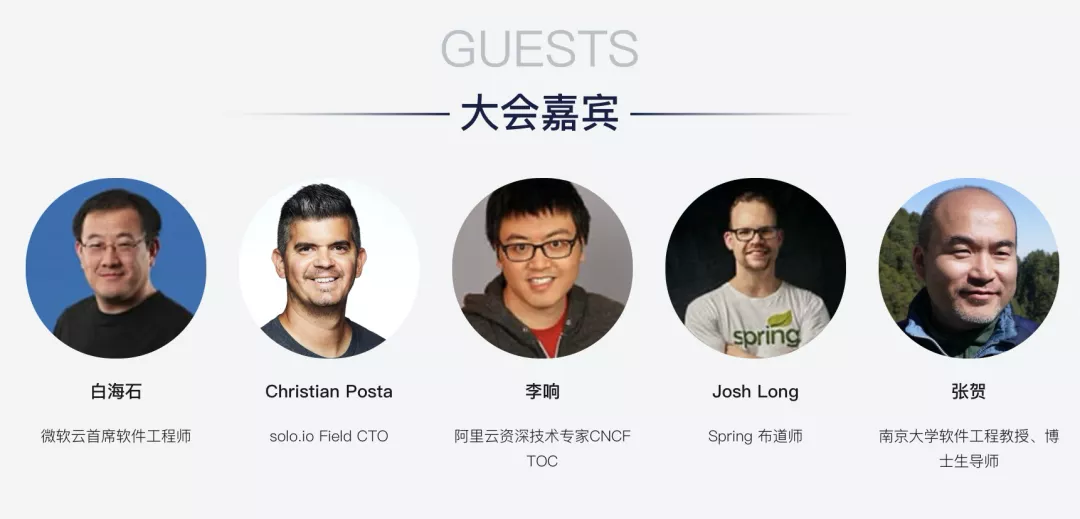 GUESTS
大会嘉宾
spring
白海石
Christian Posta
李响
Josh Long
张贺
微软云首席软件工程师
solo.io Field CTO
阿里云资深技术专家CNCF
TOC
Spring 布道师
南京大学软件工程教授、博
士生导师